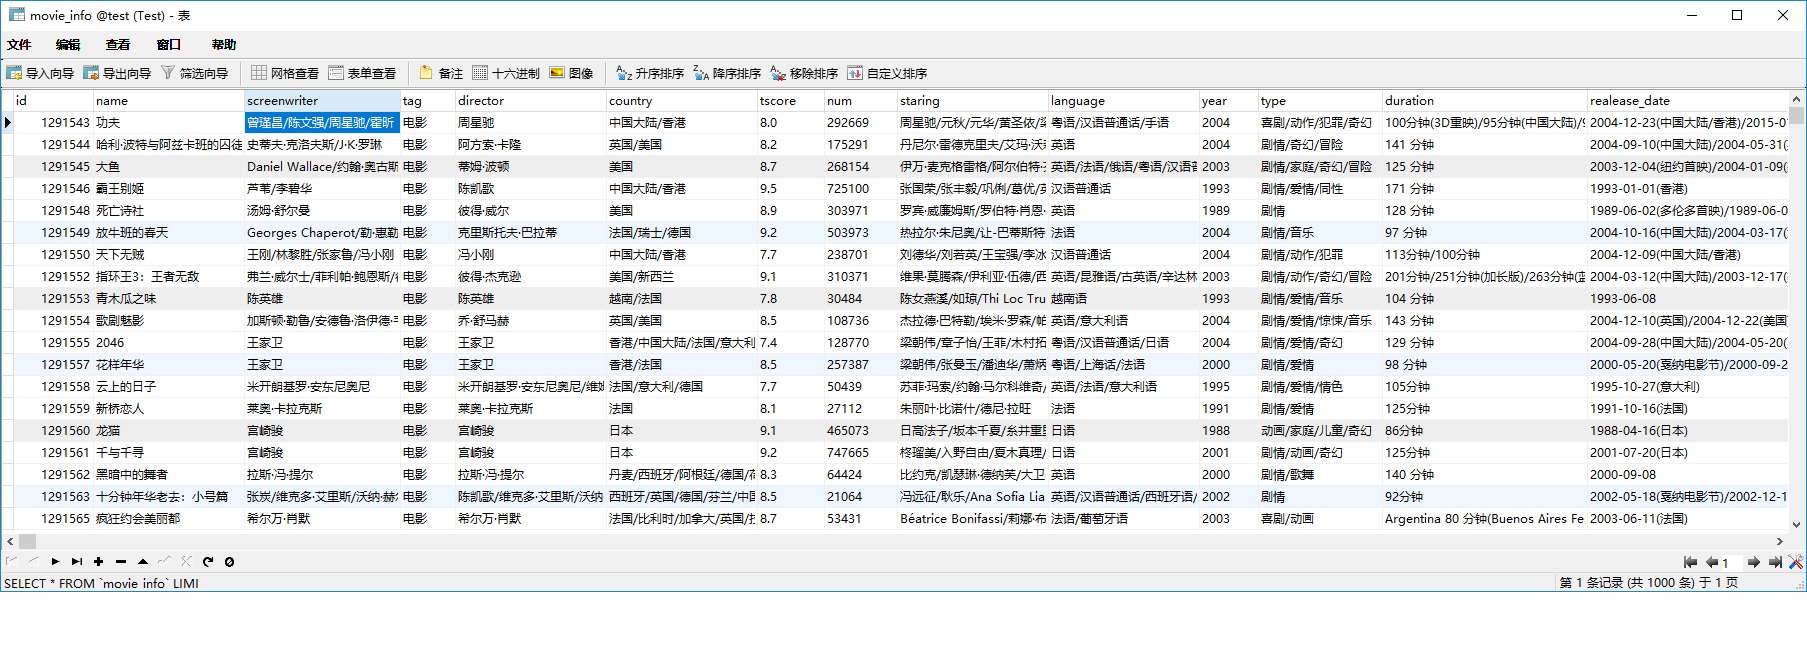 movie_info @test (Test) - 表
文件 编辑 查看 窗口 帮助
导入向导 导出向导 筛选向导 网格查看 表单查看 备注 十六进制 图像 升序排序 降序排序 移除排序 自定义排序
id name screenwriter tag director country tscore num staring language year type duration realease_date
1291543 功夫 曾瑾昌/陈文强/周星驰/霍昕 电影 周星驰 中国大陆/香港 8.0 292669 周星驰/元秋/元华/黄圣依/梁 粤语/汉语普通话/手语 2004 喜剧/动作/犯罪/奇幻 100分钟(3D重映)/95分钟(中国大陆)/ 2004-12-23(中国大陆/香港)/2015-0
1291544 哈利·波特与阿兹卡班的囚徒 史蒂夫·克洛夫斯/J·K·罗琳 电影 阿方索·卡隆 英国/美国 8.2 175291 丹尼尔·雷德克里夫/艾玛·沃 英语 2004 剧情/奇幻/冒险 141 分钟 2004-09-10(中国大陆)/2004-05-31(
1291545 大鱼 Daniel Wallace/约翰·奥古斯 电影 蒂姆·波顿 美国 8.7 268154 伊万·麦克格雷格/阿尔伯特· 英语/法语/俄语/粤语/汉语普 2003 剧情/家庭/奇幻/冒险 125 分钟 2003-12-04(纽约首映)/2004-01-09(
1291546 霸王别姬 芦苇/李碧华 电影 陈凯歌 中国大陆/香港 9.5 725100 张国荣/张丰毅/巩俐/葛优/英 汉语普通话 1993 剧情/爱情/同性 171 分钟 1993-01-01(香港)
1291548 死亡诗社 汤姆·舒尔曼 电影 彼得·威尔 美国 8.9 303971 罗宾·威廉姆斯/罗伯特·肖恩· 英语 1989 剧情 128 分钟 1989-06-02(多伦多首映)/1989-06-0
1291549 放牛班的春天 Georges Chaperot/勒·惠勒 电影 克里斯托夫·巴拉蒂 法国/瑞士/德国 9.2 503973 热拉尔·朱尼奥/让-巴蒂斯特 法语 2004 剧情/音乐 97 分钟 2004-10-16(中国大陆)/2004-03-17(
1291550 天下无贼 王刚/林黎胜/张家鲁/冯小刚 电影 冯小刚 中国大陆/香港 7.7 238701 刘德华/刘若英/王宝强/李冰 汉语普通话 2004 剧情/动作/犯罪 113分钟/100分钟 2004-12-09(中国大陆/香港)
1291552 指环王3：王者无敌 弗兰·威尔士/菲利帕·鲍恩斯/ 电影 彼得·杰克逊 美国/新西兰 9.1 310371 维果·莫腾森/伊利亚·伍德/西 英语/昆雅语/古英语/辛达林 2003 剧情/动作/奇幻/冒险 201分钟/251分钟(加长版)/263分钟(蓝 2004-03-12(中国大陆)/2003-12-17(
1291553 青木瓜之味 陈英雄 电影 陈英雄 越南/法国 7.8 30484 陈女燕溪/如琼/Thi Loc Tru 越南语 1993 剧情/爱情/音乐 104 分钟 1993-06-08
1291554 歌剧魅影 加斯顿·勒鲁/安德鲁·洛伊德· 电影 乔·舒马赫 英国/美国 8.5 108736 杰拉德·巴特勒/埃米·罗森/帕 英语/意大利语 2004 剧情/爱情/惊悚/音乐 143 分钟 2004-12-10(英国)/2004-12-22(美国
1291555 2046 王家卫 电影 王家卫 香港/中国大陆/法国/意大利 7.4 128770 梁朝伟/章子怡/王菲/木村拓 粤语/汉语普通话/日语 2004 剧情/爱情/奇幻 129 分钟 2004-09-28(中国大陆)/2004-05-20(
1291557 花样年华 王家卫 电影 王家卫 香港/法国 8.5 257387 梁朝伟/张曼玉/潘迪华/萧炳 粤语/上海话/法语 2000 剧情/爱情 98 分钟 2000-05-20(戛纳电影节)/2000-09-2
1291558 云上的日子 米开朗基罗·安东尼奥尼 电影 米开朗基罗·安东尼奥尼/维姆 法国/意大利/德国 7.7 50439 苏菲·玛索/约翰·马尔科维奇/ 英语/法语/意大利语 1995 剧情/爱情/情色 105分钟 1995-10-27(意大利)
1291559 新桥恋人 莱奥·卡拉克斯 电影 莱奥·卡拉克斯 法国 8.1 27112 朱丽叶·比诺什/德尼·拉旺 法语 1991 剧情/爱情 125分钟 1991-10-16(法国)
1291560 龙猫 宫崎骏 电影 宫崎骏 日本 9.1 465073 日高法子/坂本千夏/糸井重里 日语 1988 动画/家庭/儿童/奇幻 86分钟 1988-04-16(日本)
1291561 千与千寻 宫崎骏 电影 宫崎骏 日本 9.2 747665 柊瑠美/入野自由/夏木真理/ 日语 2001 剧情/动画/奇幻 125分钟 2001-07-20(日本)
1291562 黑暗中的舞者 拉斯·冯·提尔 电影 拉斯·冯·提尔 丹麦/西班牙/阿根廷/德国/荷 8.3 64424 比约克/凯瑟琳·德纳芙/大卫 英语 2000 剧情/歌舞 140 分钟 2000-09-08
1291563 十分钟年华老去：小号篇 张炭/维克多·艾里斯/沃纳·赫尔 电影 陈凯歌/维克多·艾里斯/沃纳 西班牙/英国/德国/芬兰/中国 8.5 21064 冯远征/耿乐/Ana Sofia Lia 英语/汉语普通话/西班牙语/ 2002 剧情 92分钟 2002-05-18(戛纳电影节)/2002-12-1
1291565 疯狂约会美丽都 希尔万·肖默 电影 希尔万·肖默 法国/比利时/加拿大/英国/ 8.7 53431 Béatrice Bonifassi/莉娜·布 法语/葡萄牙语 2003 喜剧/动画 Argentina 80 分钟(Buenos Aires Fe 2003-06-11(法国)
1
SELECT * FROM `movie_info` LIMI 第 1 条记录 (共 1000 条) 于 1 页